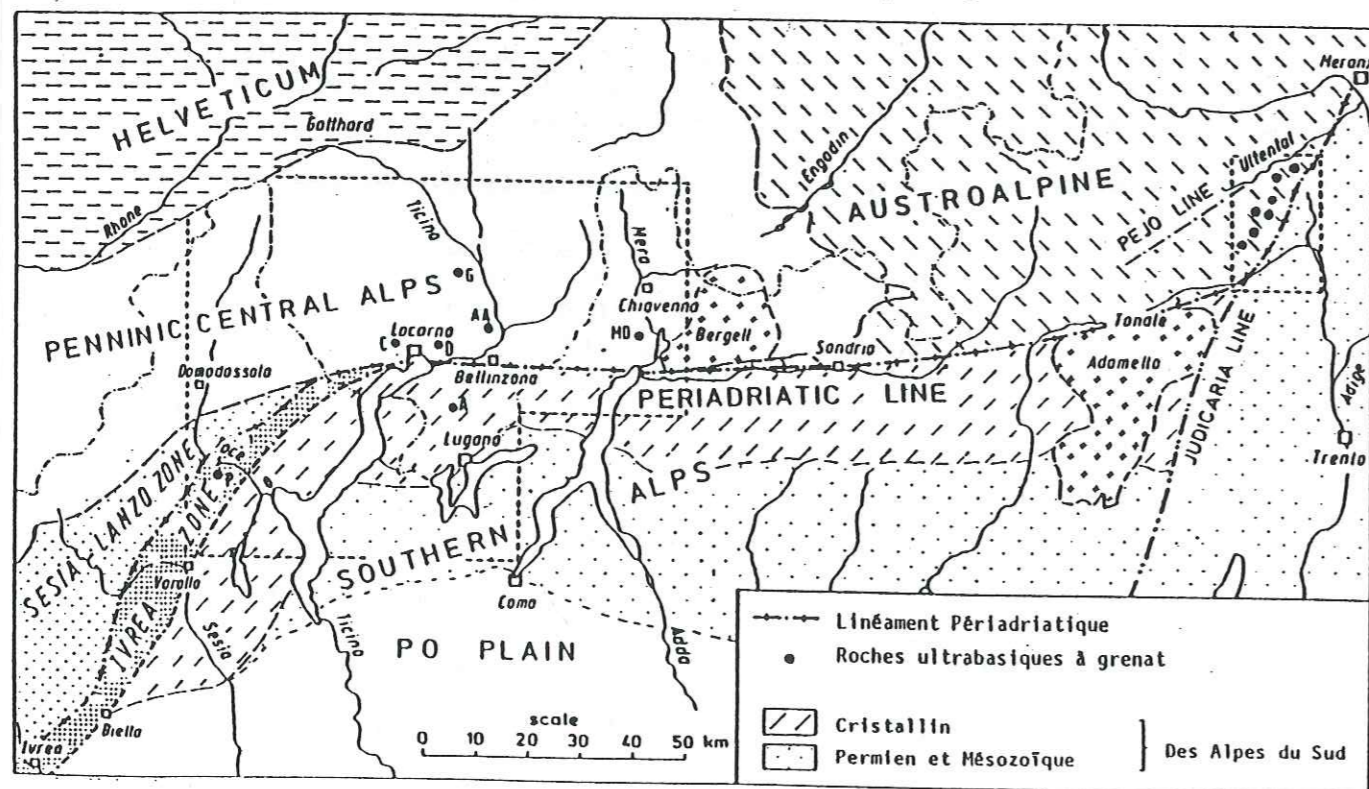 HELVETICUM
Gotthard
Rhone
Ticino
Mera
Engadin
AUSTROALPINE
Meran
Ultental
PEJO LINE
PENNINIC CENTRAL ALPS
G
AA
Chiavenna
Bergell
Locarno
C
D
HD
Domodossola
Bellinzona
Sondrio
Tonale
Adamello
PERIADRIATIC LINE
JUDICARIA LINE
Adige
Trento
A
Lugano
P
SESIA-LANZO ZONE
IVREA ZONE
SOUTHERN ALPS
Varallo
Sesia
Ticino
Como
Adda
PO PLAIN
Biella
Ivrea
scale
0 10 20 30 40 50 km
Linéament Périadriatique
Roches ultrabasiques à grenat
Cristallin
Permien et Mésozoïque
Des Alpes du Sud